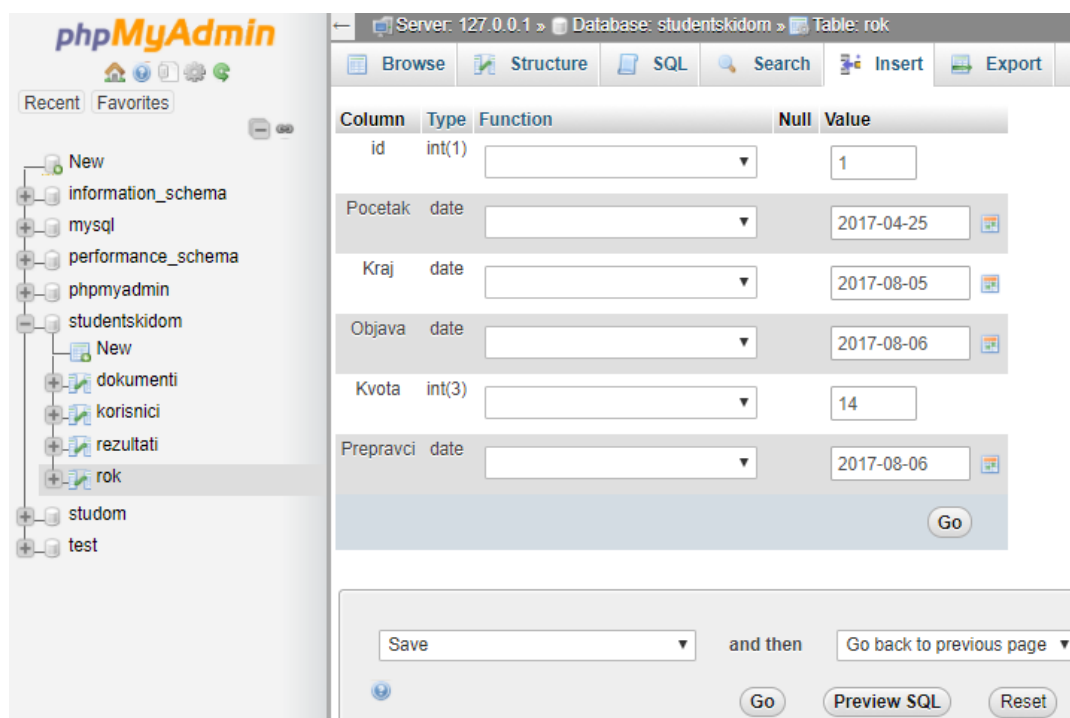 phpMyAdmin
Recent Favorites
New
information_schema
mysql
performance_schema
phpmyadmin
studentskidom
New
dokumenti
korisnici
rezultati
rok
studom
test
← Server: 127.0.0.1 » Database: studentskidom » Table: rok
Browse Structure SQL Search Insert Export
Column Type Function Null Value
id int(1) 1
Pocetak date 2017-04-25
Kraj date 2017-08-05
Objava date 2017-08-06
Kvota int(3) 14
Prepravci date 2017-08-06
Go
Save and then Go back to previous page
Go Preview SQL Reset